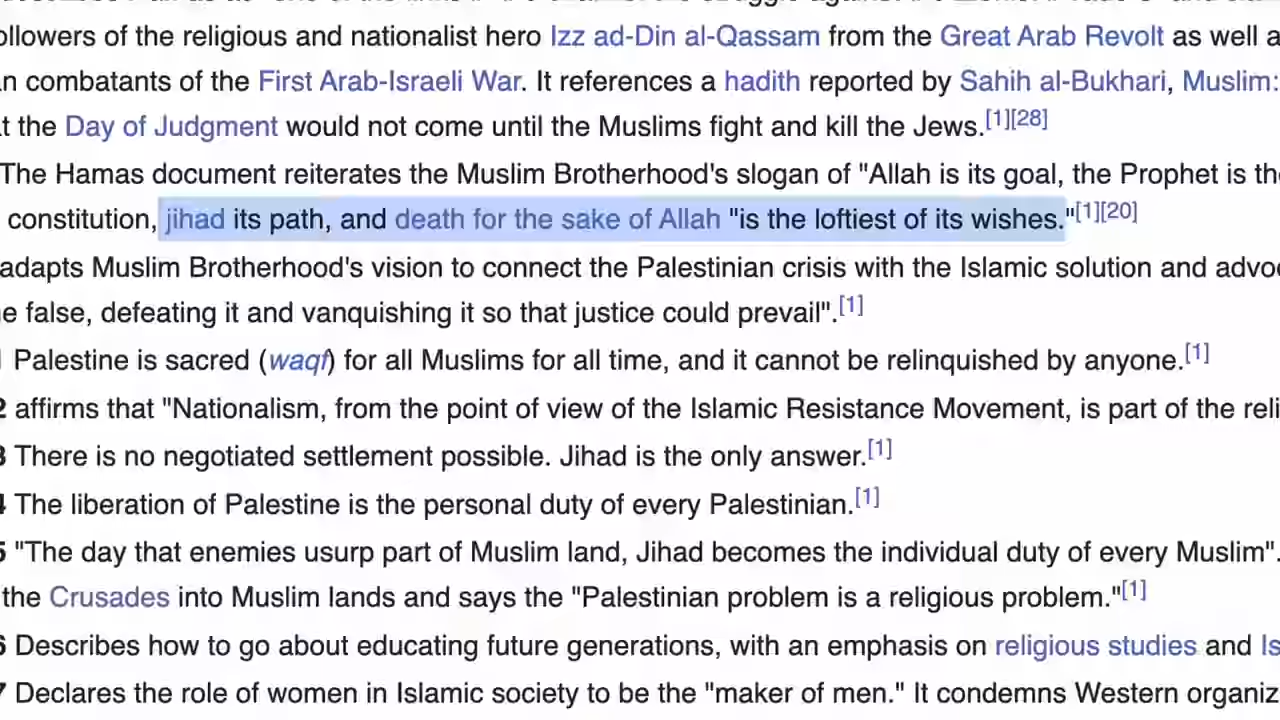 ollowers of the religious and nationalist hero Izz ad-Din al-Qassam from the Great Arab Revolt as well a
n combatants of the First Arab-Israeli War. It references a hadith reported by Sahih al-Bukhari, Muslim:
t the Day of Judgment would not come until the Muslims fight and kill the Jews.[1][28]
The Hamas document reiterates the Muslim Brotherhood's slogan of "Allah is its goal, the Prophet is the
constitution, jihad its path, and death for the sake of Allah "is the loftiest of its wishes."[1][20]
adapts Muslim Brotherhood's vision to connect the Palestinian crisis with the Islamic solution and advoc
e false, defeating it and vanquishing it so that justice could prevail".[1]
Palestine is sacred (waqf) for all Muslims for all time, and it cannot be relinquished by anyone.[1]
2 affirms that "Nationalism, from the point of view of the Islamic Resistance Movement, is part of the reli
3 There is no negotiated settlement possible. Jihad is the only answer.[1]
4 The liberation of Palestine is the personal duty of every Palestinian.[1]
5 "The day that enemies usurp part of Muslim land, Jihad becomes the individual duty of every Muslim".
the Crusades into Muslim lands and says the "Palestinian problem is a religious problem."[1]
6 Describes how to go about educating future generations, with an emphasis on religious studies and Is
7 Declares the role of women in Islamic society to be the "maker of men." It condemns Western organiz